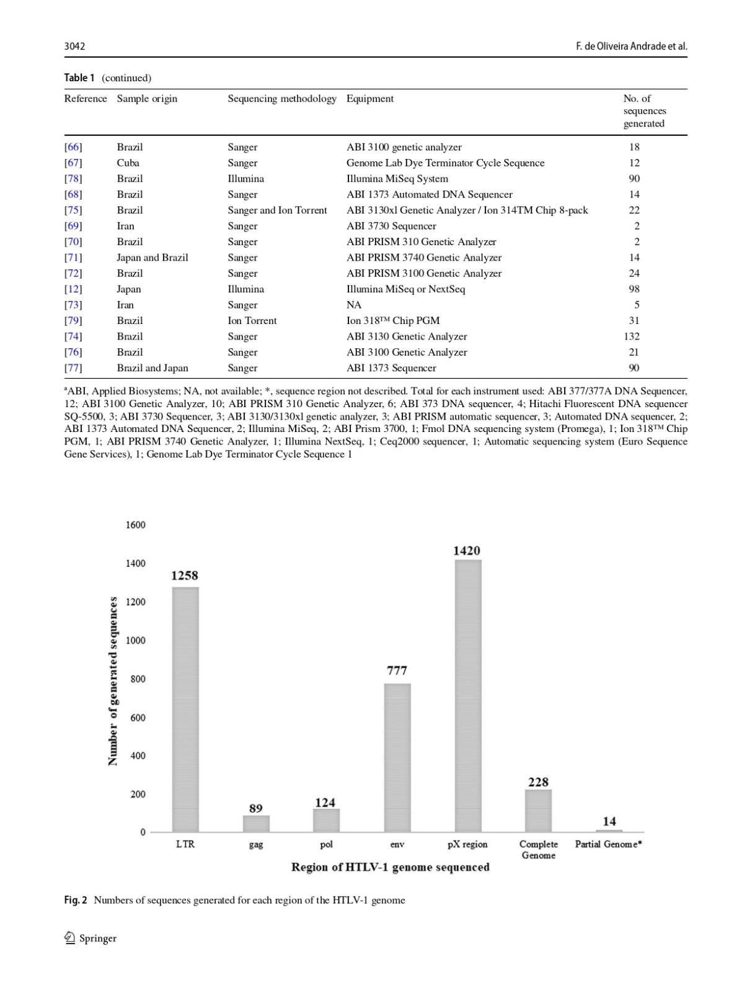 3042
F. de Oliveira Andrade et al.
Table 1 (continued)
Reference Sample origin Sequencing methodology Equipment No. of sequences generated
[66] Brazil Sanger ABI 3100 genetic analyzer 18
[67] Cuba Sanger Genome Lab Dye Terminator Cycle Sequence 12
[78] Brazil Illumina Illumina MiSeq System 90
[68] Brazil Sanger ABI 1373 Automated DNA Sequencer 14
[75] Brazil Sanger and Ion Torrent ABI 3130xl Genetic Analyzer / Ion 314TM Chip 8-pack 22
[69] Iran Sanger ABI 3730 Sequencer 2
[70] Brazil Sanger ABI PRISM 310 Genetic Analyzer 2
[71] Japan and Brazil Sanger ABI PRISM 3740 Genetic Analyzer 14
[72] Brazil Sanger ABI PRISM 3100 Genetic Analyzer 24
[12] Japan Illumina Illumina MiSeq or NextSeq 98
[73] Iran Sanger NA 5
[79] Brazil Ion Torrent Ion 318™ Chip PGM 31
[74] Brazil Sanger ABI 3130 Genetic Analyzer 132
[76] Brazil Sanger ABI 3100 Genetic Analyzer 21
[77] Brazil and Japan Sanger ABI 1373 Sequencer 90
ᵃABI, Applied Biosystems; NA, not available; *, sequence region not described. Total for each instrument used: ABI 377/377A DNA Sequencer,
12; ABI 3100 Genetic Analyzer, 10; ABI PRISM 310 Genetic Analyzer, 6; ABI 373 DNA sequencer, 4; Hitachi Fluorescent DNA sequencer
SQ-5500, 3; ABI 3730 Sequencer, 3; ABI 3130/3130xl genetic analyzer, 3; ABI PRISM automatic sequencer, 3; Automated DNA sequencer, 2;
ABI 1373 Automated DNA Sequencer, 2; Illumina MiSeq, 2; ABI Prism 3700, 1; Fmol DNA sequencing system (Promega), 1; Ion 318™ Chip
PGM, 1; ABI PRISM 3740 Genetic Analyzer, 1; Illumina NextSeq, 1; Ceq2000 sequencer, 1; Automatic sequencing system (Euro Sequence
Gene Services), 1; Genome Lab Dye Terminator Cycle Sequence 1
Number of generated sequences
1600
1400
1200
1000
800
600
400
200
0
1258
89
124
777
1420
228
14
LTR
gag
pol
env
pX region
Complete
Genome
Partial Genome*
Region of HTLV-1 genome sequenced
Fig. 2 Numbers of sequences generated for each region of the HTLV-1 genome
Springer